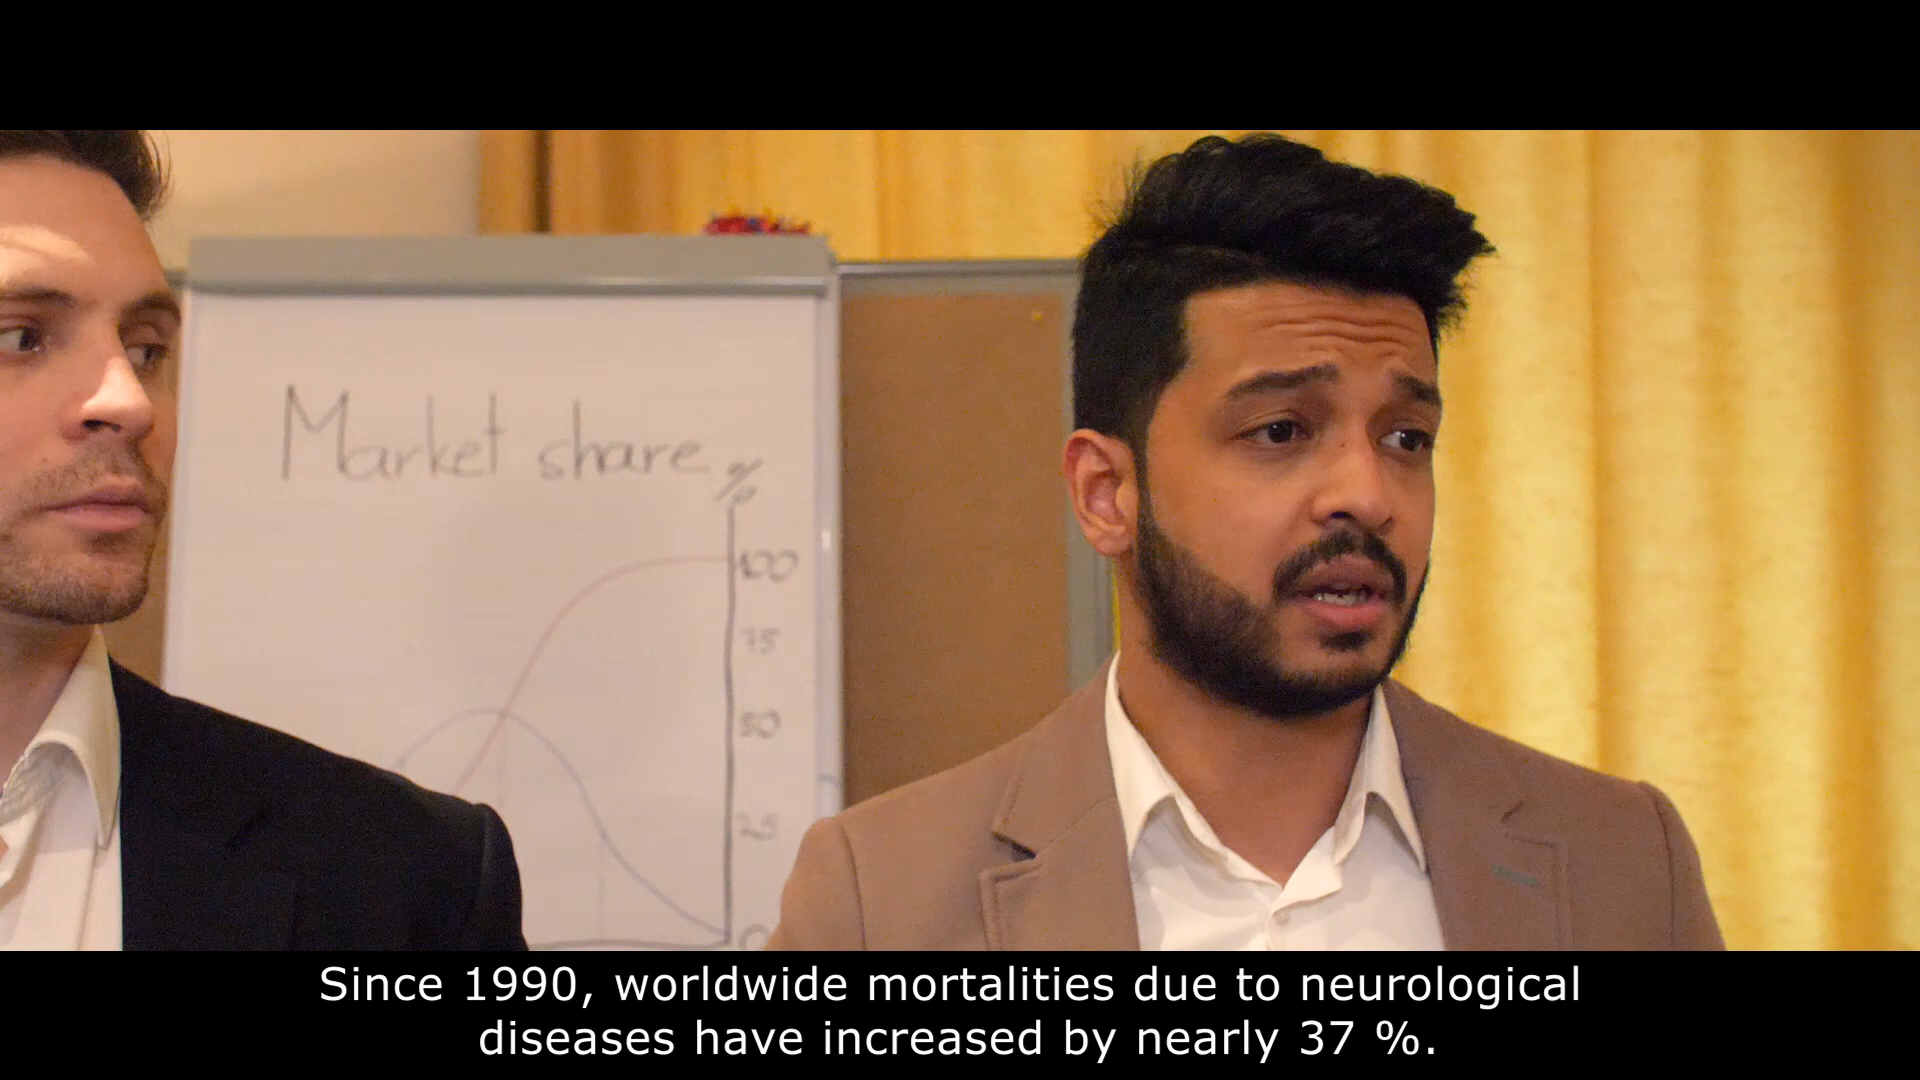 Market share
%
100
75
50
25
0
Since 1990, worldwide mortalities due to neurological
diseases have increased by nearly 37 %.